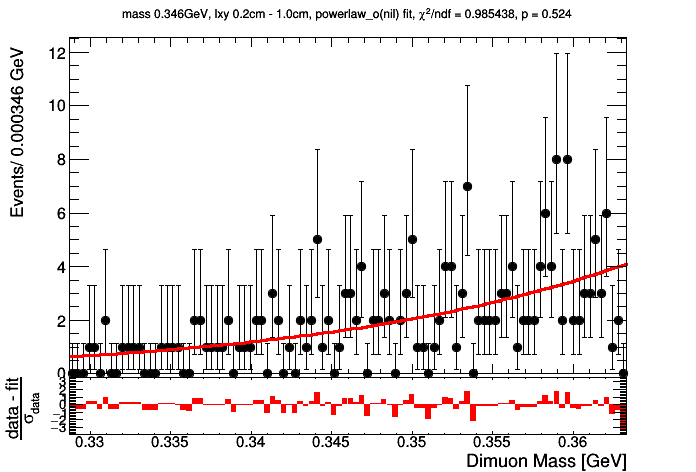 mass 0.346GeV, lxy 0.2cm - 1.0cm, powerlaw_o(nil) fit, χ²/ndf = 0.985438, p = 0.524
Events/ 0.000346 GeV
12
10
8
6
4
2
0
data - fit
σdata
3
2
1
0
−1
−2
−3
0.33 0.335 0.34 0.345 0.35 0.355 0.36
Dimuon Mass [GeV]